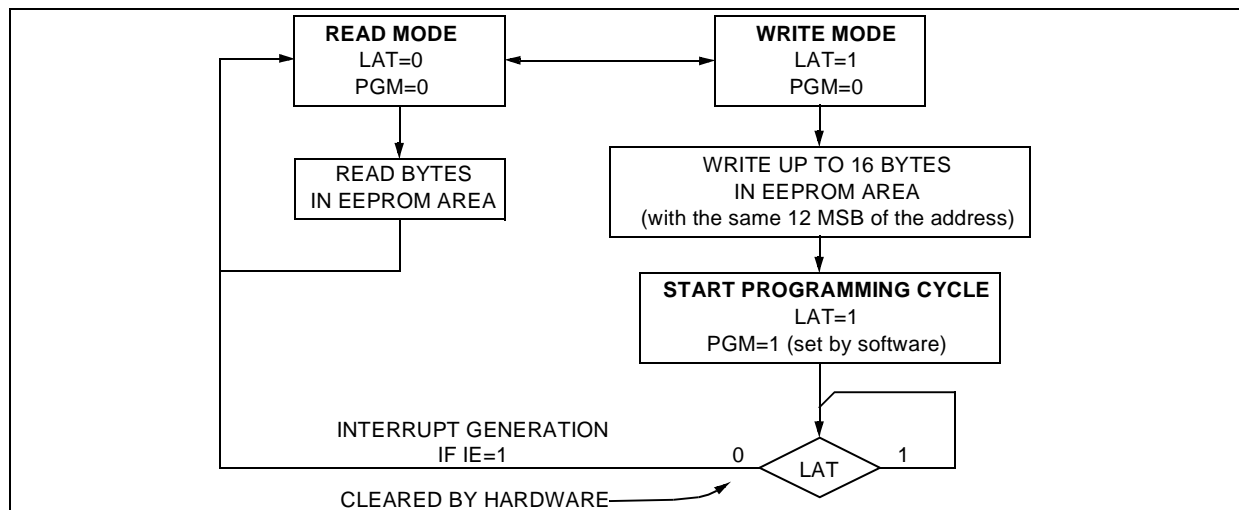 READ MODE
LAT=0
PGM=0
WRITE MODE
LAT=1
PGM=0
READ BYTES
IN EEPROM AREA
WRITE UP TO 16 BYTES
IN EEPROM AREA
(with the same 12 MSB of the address)
START PROGRAMMING CYCLE
LAT=1
PGM=1 (set by software)
INTERRUPT GENERATION
IF IE=1
0
LAT
1
CLEARED BY HARDWARE